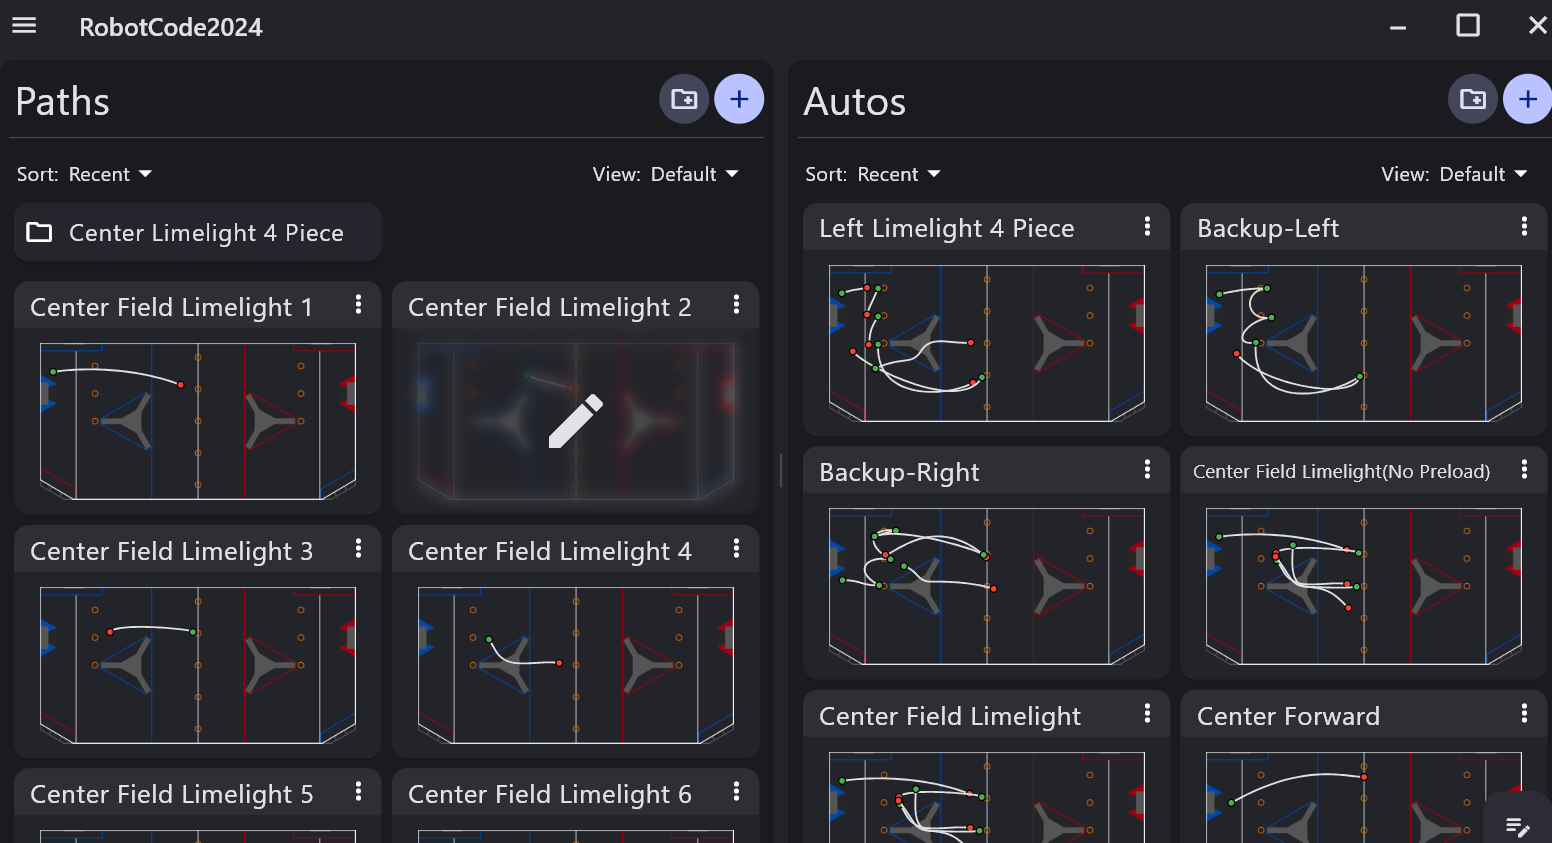 RobotCode2024
Paths
Sort: Recent
View: Default
Center Limelight 4 Piece
Center Field Limelight 1
Center Field Limelight 2
Center Field Limelight 3
Center Field Limelight 4
Center Field Limelight 5
Center Field Limelight 6
Autos
Sort: Recent
View: Default
Left Limelight 4 Piece
Backup-Left
Backup-Right
Center Field Limelight(No Preload)
Center Field Limelight
Center Forward